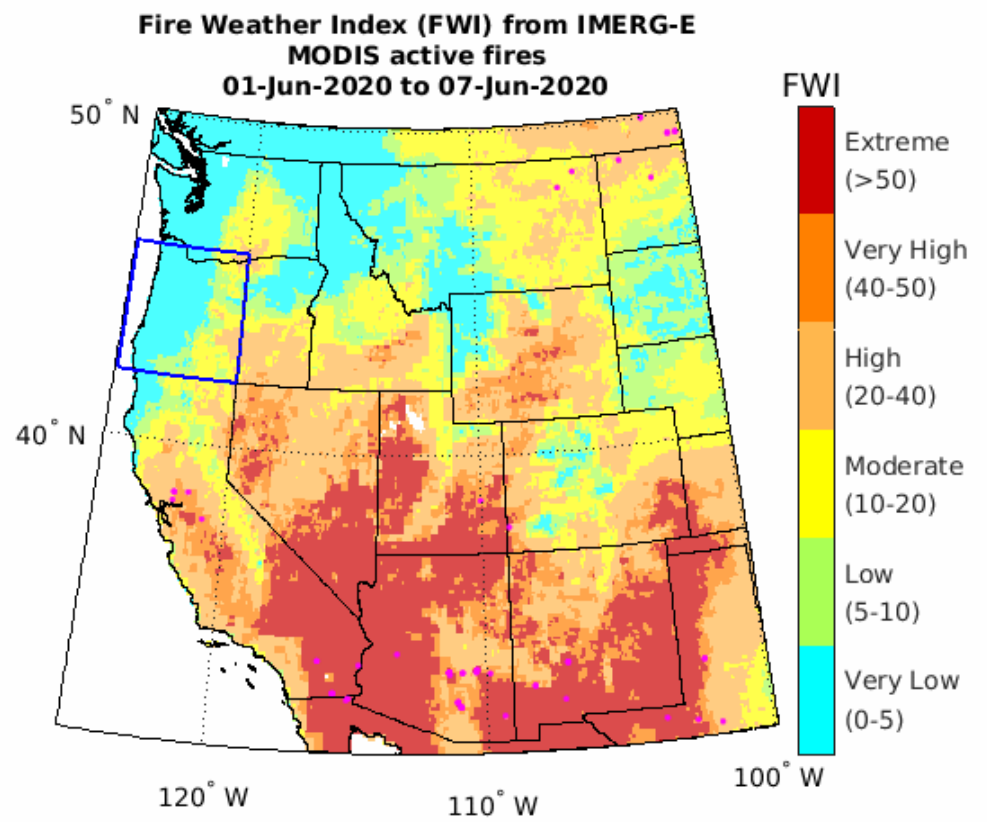 Fire Weather Index (FWI) from IMERG-E
MODIS active fires
01-Jun-2020 to 07-Jun-2020
FWI
50° N
40° N
120° W
110° W
100° W
Extreme
(>50)
Very High
(40-50)
High
(20-40)
Moderate
(10-20)
Low
(5-10)
Very Low
(0-5)